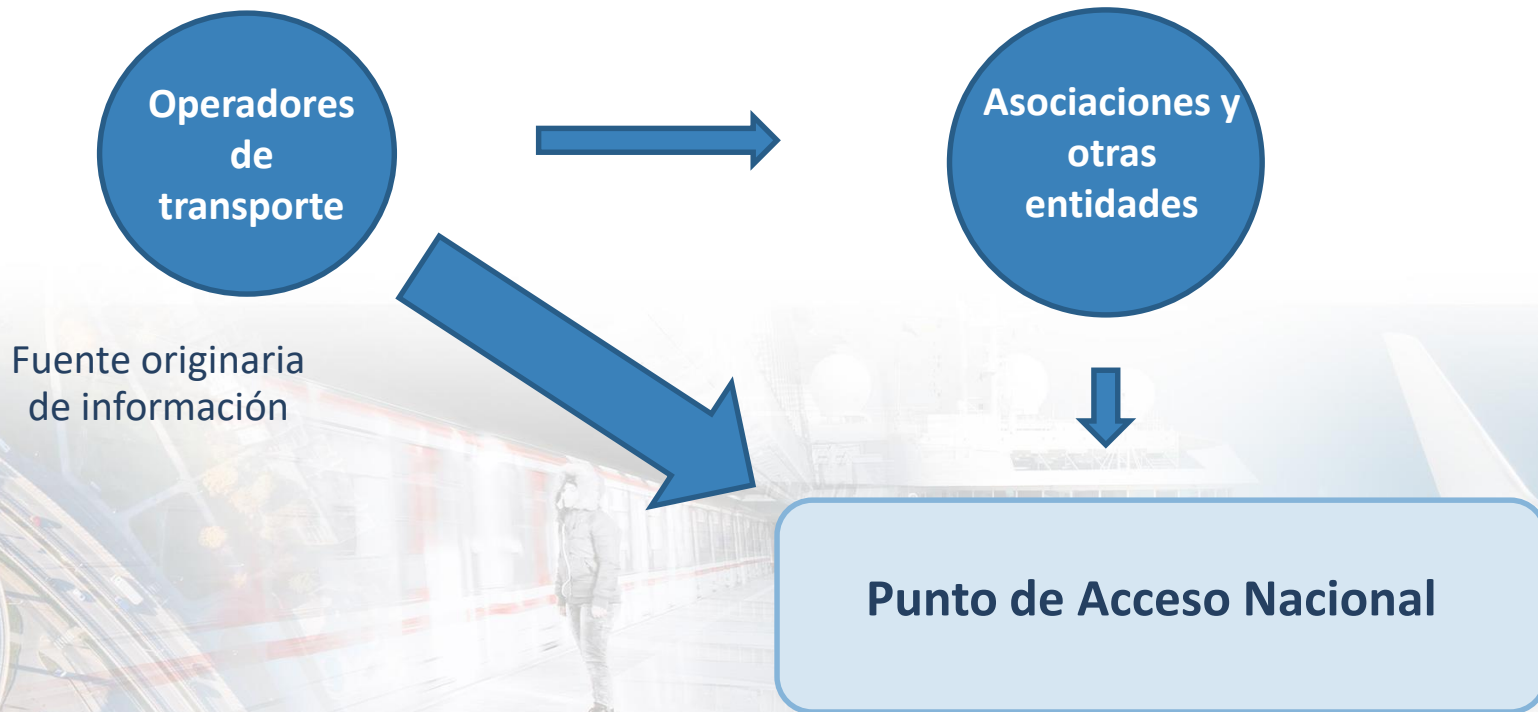 Operadores
de
transporte
Asociaciones y
otras
entidades
Fuente originaria
de información
Punto de Acceso Nacional